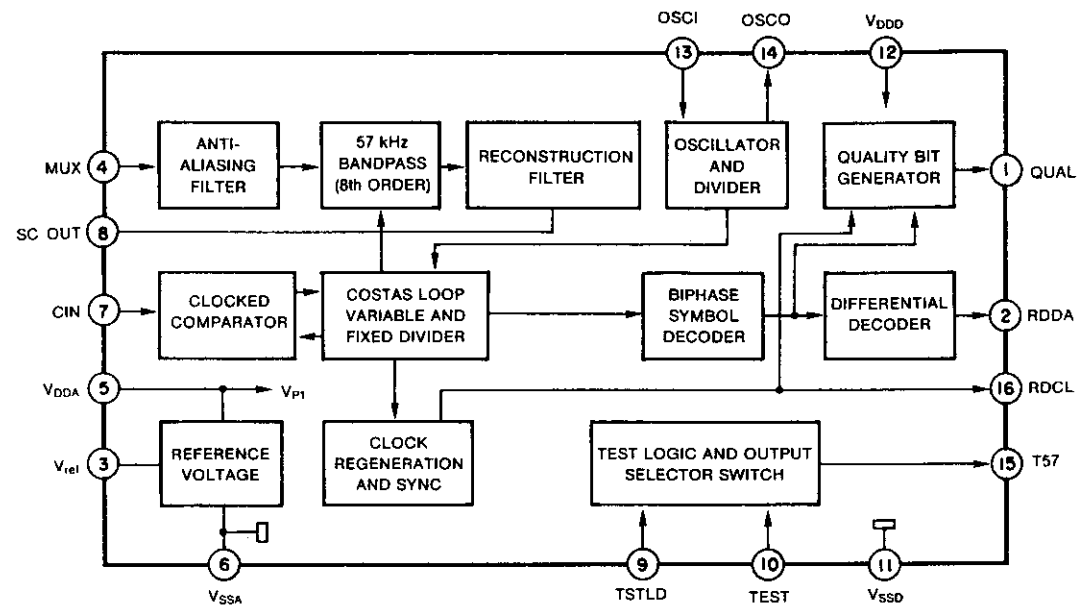 OSCI
OSCO
VDDD
13
14
12
MUX
4
ANTI-
ALIASING
FILTER
57 kHz
BANDPASS
(8th ORDER)
RECONSTRUCTION
FILTER
OSCILLATOR
AND
DIVIDER
QUALITY BIT
GENERATOR
1
QUAL
SC OUT
8
CIN
7
CLOCKED
COMPARATOR
COSTAS LOOP
VARIABLE AND
FIXED DIVIDER
BIPHASE
SYMBOL
DECODER
DIFFERENTIAL
DECODER
2
RDDA
VDDA
5
VP1
16
RDCL
Vref
3
REFERENCE
VOLTAGE
CLOCK
REGENERATION
AND SYNC
TEST LOGIC AND OUTPUT
SELECTOR SWITCH
15
T57
6
9
10
11
VSSA
TSTLD
TEST
VSSD